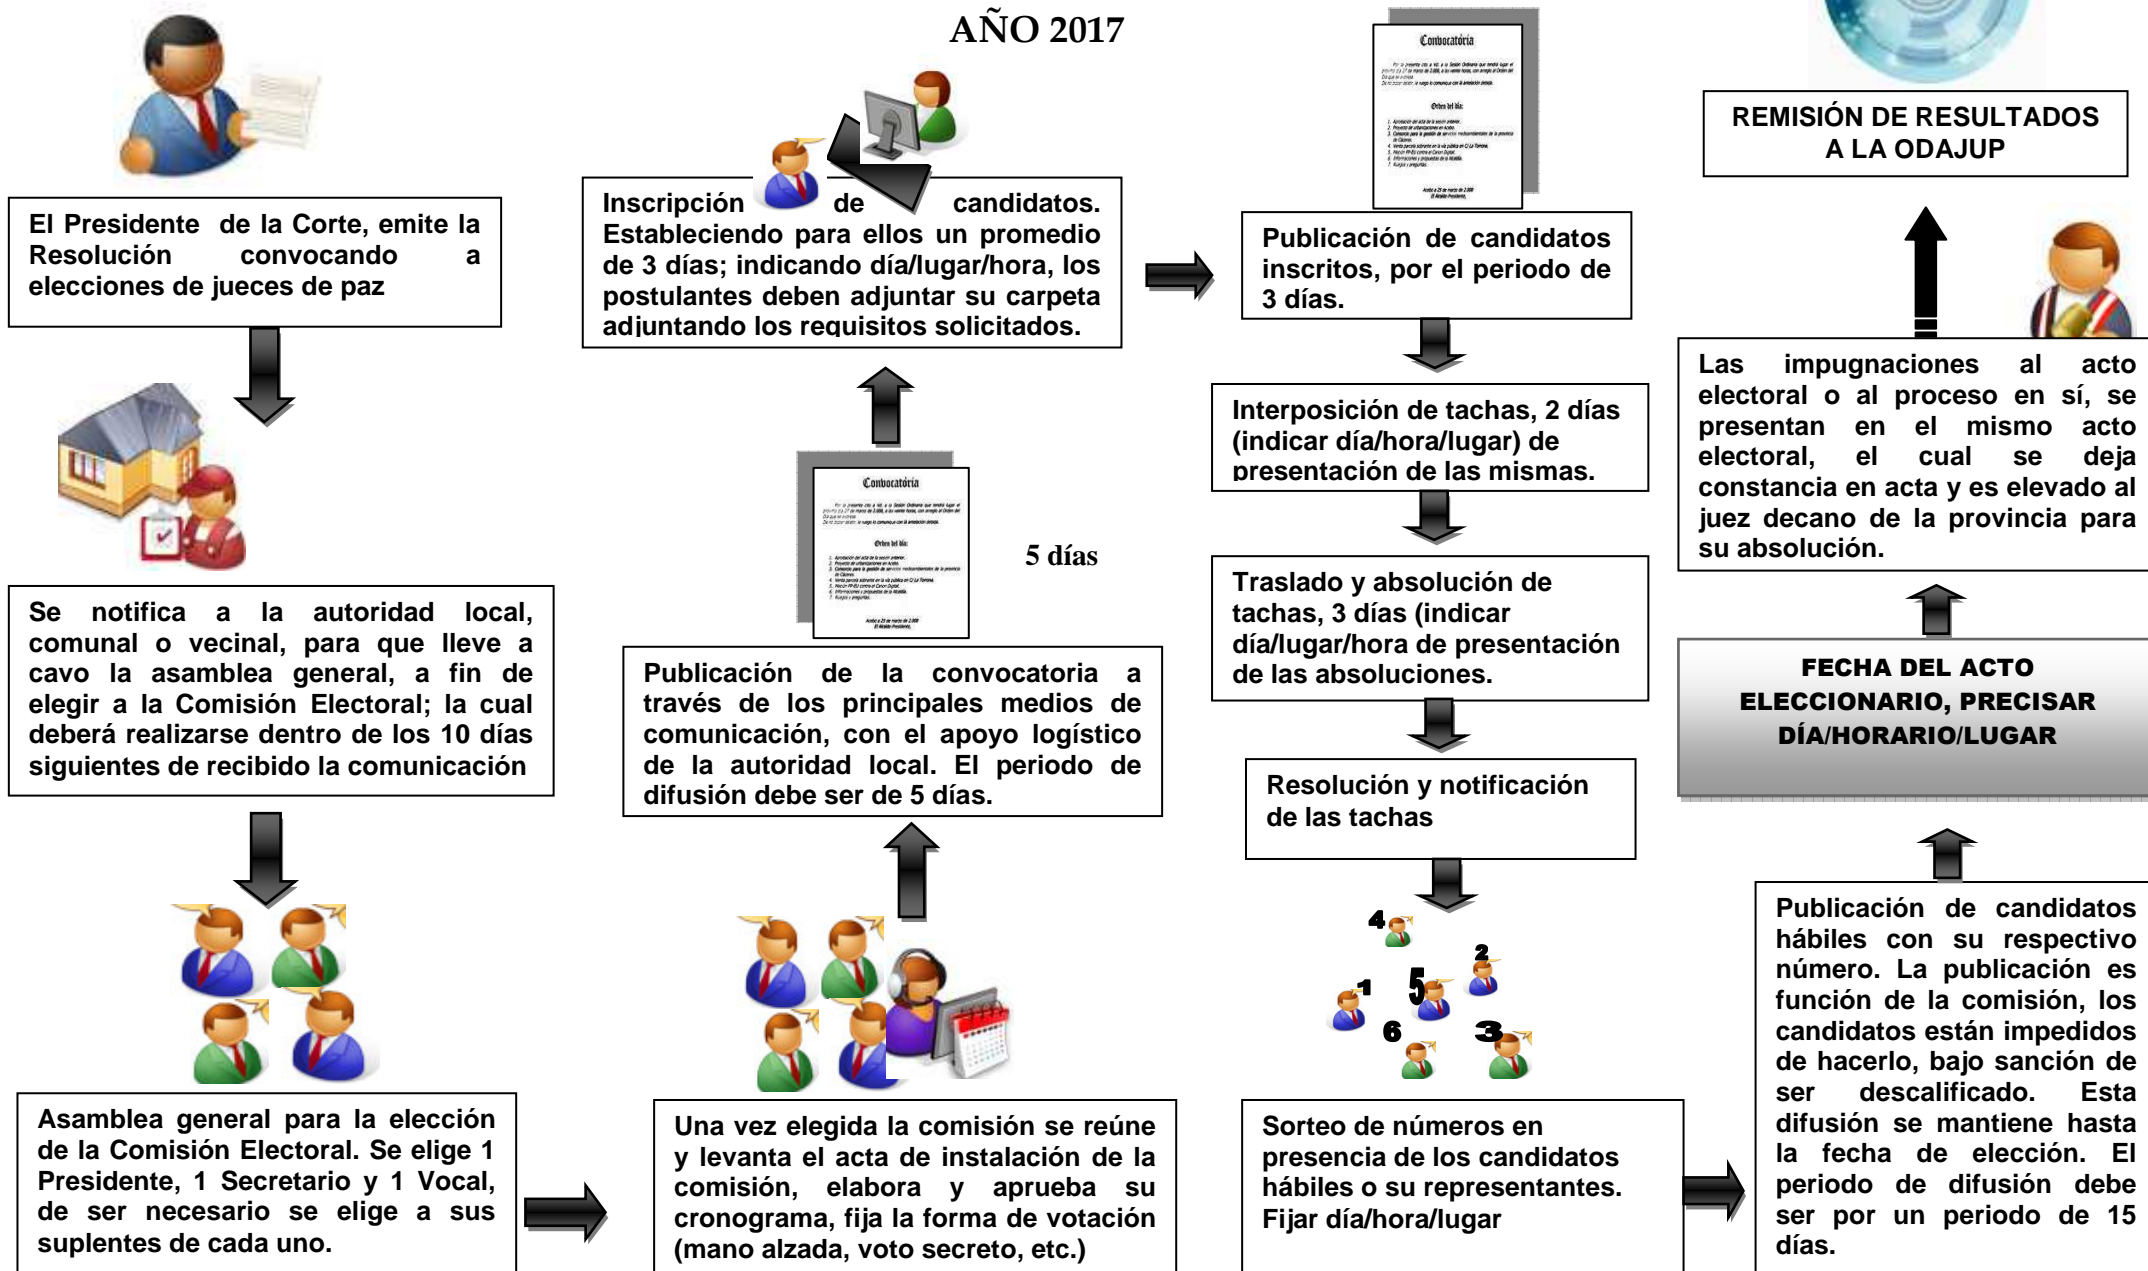 AÑO 2017
El Presidente de la Corte, emite la
Resolución convocando a
elecciones de jueces de paz
Se notifica a la autoridad local,
comunal o vecinal, para que lleve a
cavo la asamblea general, a fin de
elegir a la Comisión Electoral; la cual
deberá realizarse dentro de los 10 días
siguientes de recibido la comunicación
Asamblea general para la elección
de la Comisión Electoral. Se elige 1
Presidente, 1 Secretario y 1 Vocal,
de ser necesario se elige a sus
suplentes de cada uno.
Una vez elegida la comisión se reúne
y levanta el acta de instalación de la
comisión, elabora y aprueba su
cronograma, fija la forma de votación
(mano alzada, voto secreto, etc.)
Publicación de la convocatoria a
través de los principales medios de
comunicación, con el apoyo logístico
de la autoridad local. El periodo de
difusión debe ser de 5 días.
Convocatória
Orden del día:
5 días
Inscripción de candidatos.
Estableciendo para ellos un promedio
de 3 días; indicando día/lugar/hora, los
postulantes deben adjuntar su carpeta
adjuntando los requisitos solicitados.
Convocatória
Orden del día:
Publicación de candidatos
inscritos, por el periodo de
3 días.
Interposición de tachas, 2 días
(indicar día/hora/lugar) de
presentación de las mismas.
Traslado y absolución de
tachas, 3 días (indicar
día/lugar/hora de presentación
de las absoluciones.
Resolución y notificación
de las tachas
4
2
1
5
6
3
Sorteo de números en
presencia de los candidatos
hábiles o su representantes.
Fijar día/hora/lugar
Publicación de candidatos
hábiles con su respectivo
número. La publicación es
función de la comisión, los
candidatos están impedidos
de hacerlo, bajo sanción de
ser descalificado. Esta
difusión se mantiene hasta
la fecha de elección. El
periodo de difusión debe
ser por un periodo de 15
días.
FECHA DEL ACTO
ELECCIONARIO, PRECISAR
DÍA/HORARIO/LUGAR
Las impugnaciones al acto
electoral o al proceso en sí, se
presentan en el mismo acto
electoral, el cual se deja
constancia en acta y es elevado al
juez decano de la provincia para
su absolución.
REMISIÓN DE RESULTADOS
A LA ODAJUP